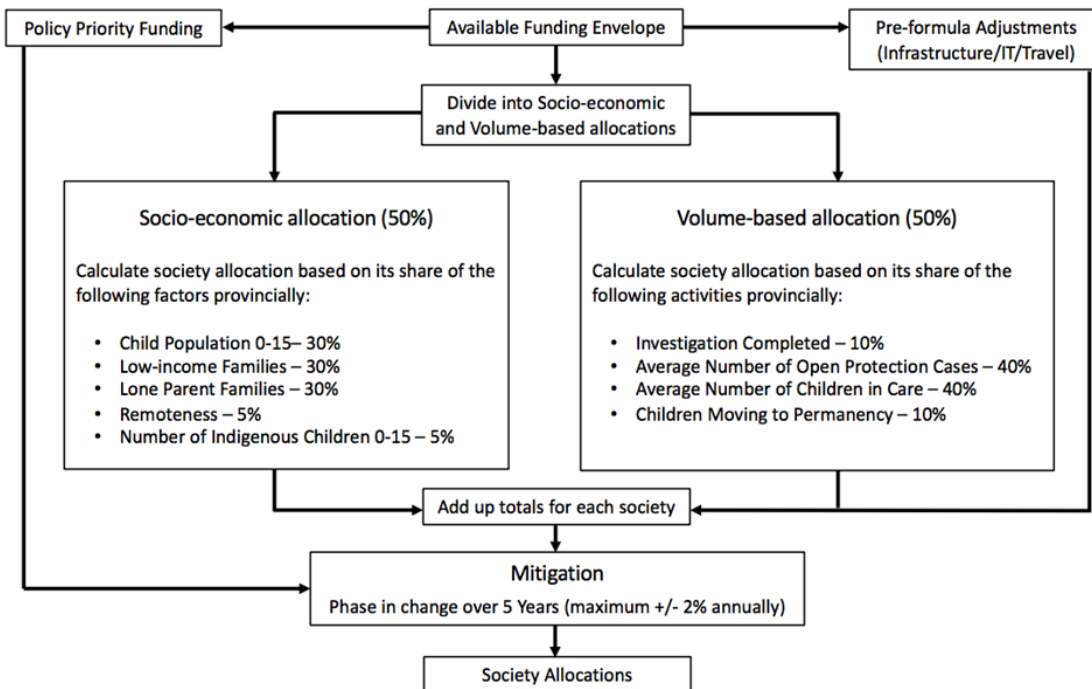 Policy Priority Funding
Available Funding Envelope
Pre-formula Adjustments
(Infrastructure/IT/Travel)
Divide into Socio-economic
and Volume-based allocations
Socio-economic allocation (50%)
Calculate society allocation based on its share of the
following factors provincially:
• Child Population 0-15– 30%
• Low-income Families – 30%
• Lone Parent Families – 30%
• Remoteness – 5%
• Number of Indigenous Children 0-15 – 5%
Volume-based allocation (50%)
Calculate society allocation based on its share of the
following activities provincially:
• Investigation Completed – 10%
• Average Number of Open Protection Cases – 40%
• Average Number of Children in Care – 40%
• Children Moving to Permanency – 10%
Add up totals for each society
Mitigation
Phase in change over 5 Years (maximum +/- 2% annually)
Society Allocations